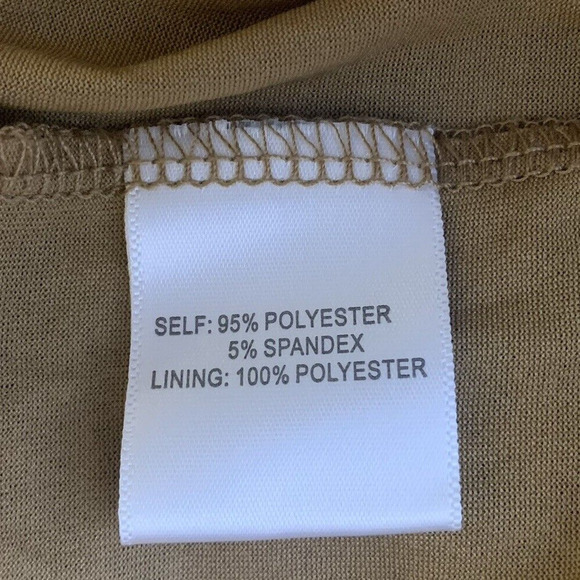 SELF: 95% POLYESTER
5% SPANDEX
LINING: 100% POLYESTER